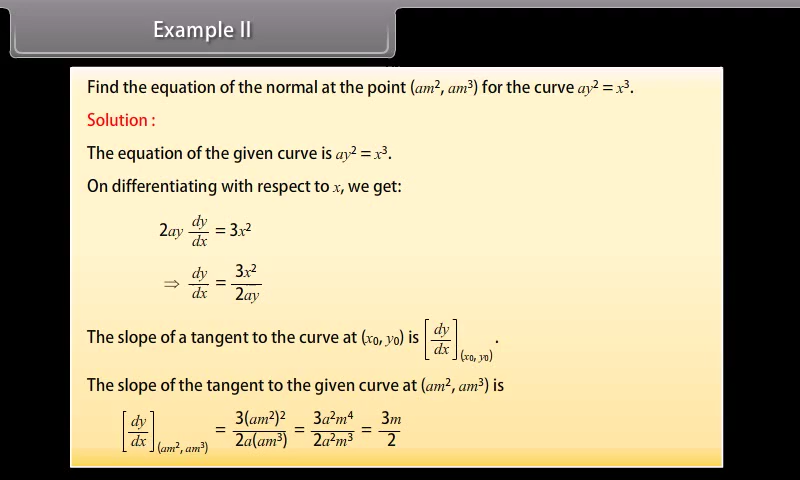 Example II
Find the equation of the normal at the point (am², am³) for the curve ay² = x³.
Solution :
The equation of the given curve is ay² = x³.
On differentiating with respect to x, we get:
2ay dy/dx = 3x²
⇒ dy/dx = 3x²/2ay
The slope of a tangent to the curve at (x₀, y₀) is [dy/dx](x₀, y₀).
The slope of the tangent to the given curve at (am², am³) is
[dy/dx](am², am³) = 3(am²)²/2a(am³) = 3a²m⁴/2a²m³ = 3m/2